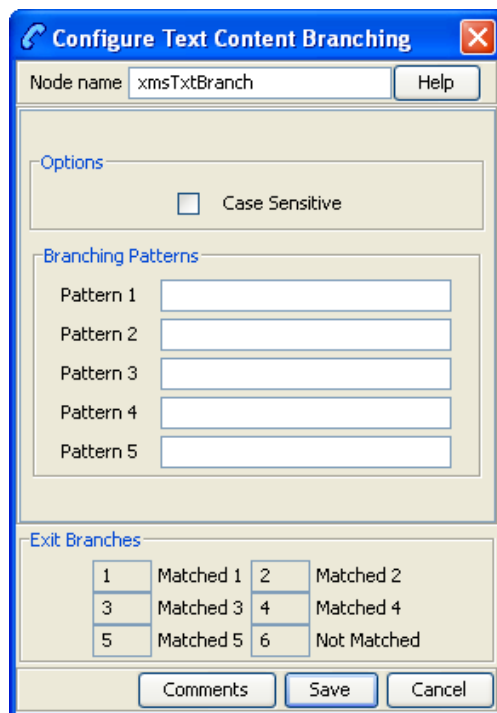 Configure Text Content Branching
Node name xmsTxtBranch Help
Options
Case Sensitive
Branching Patterns
Pattern 1
Pattern 2
Pattern 3
Pattern 4
Pattern 5
Exit Branches
1 Matched 1 2 Matched 2
3 Matched 3 4 Matched 4
5 Matched 5 6 Not Matched
Comments Save Cancel